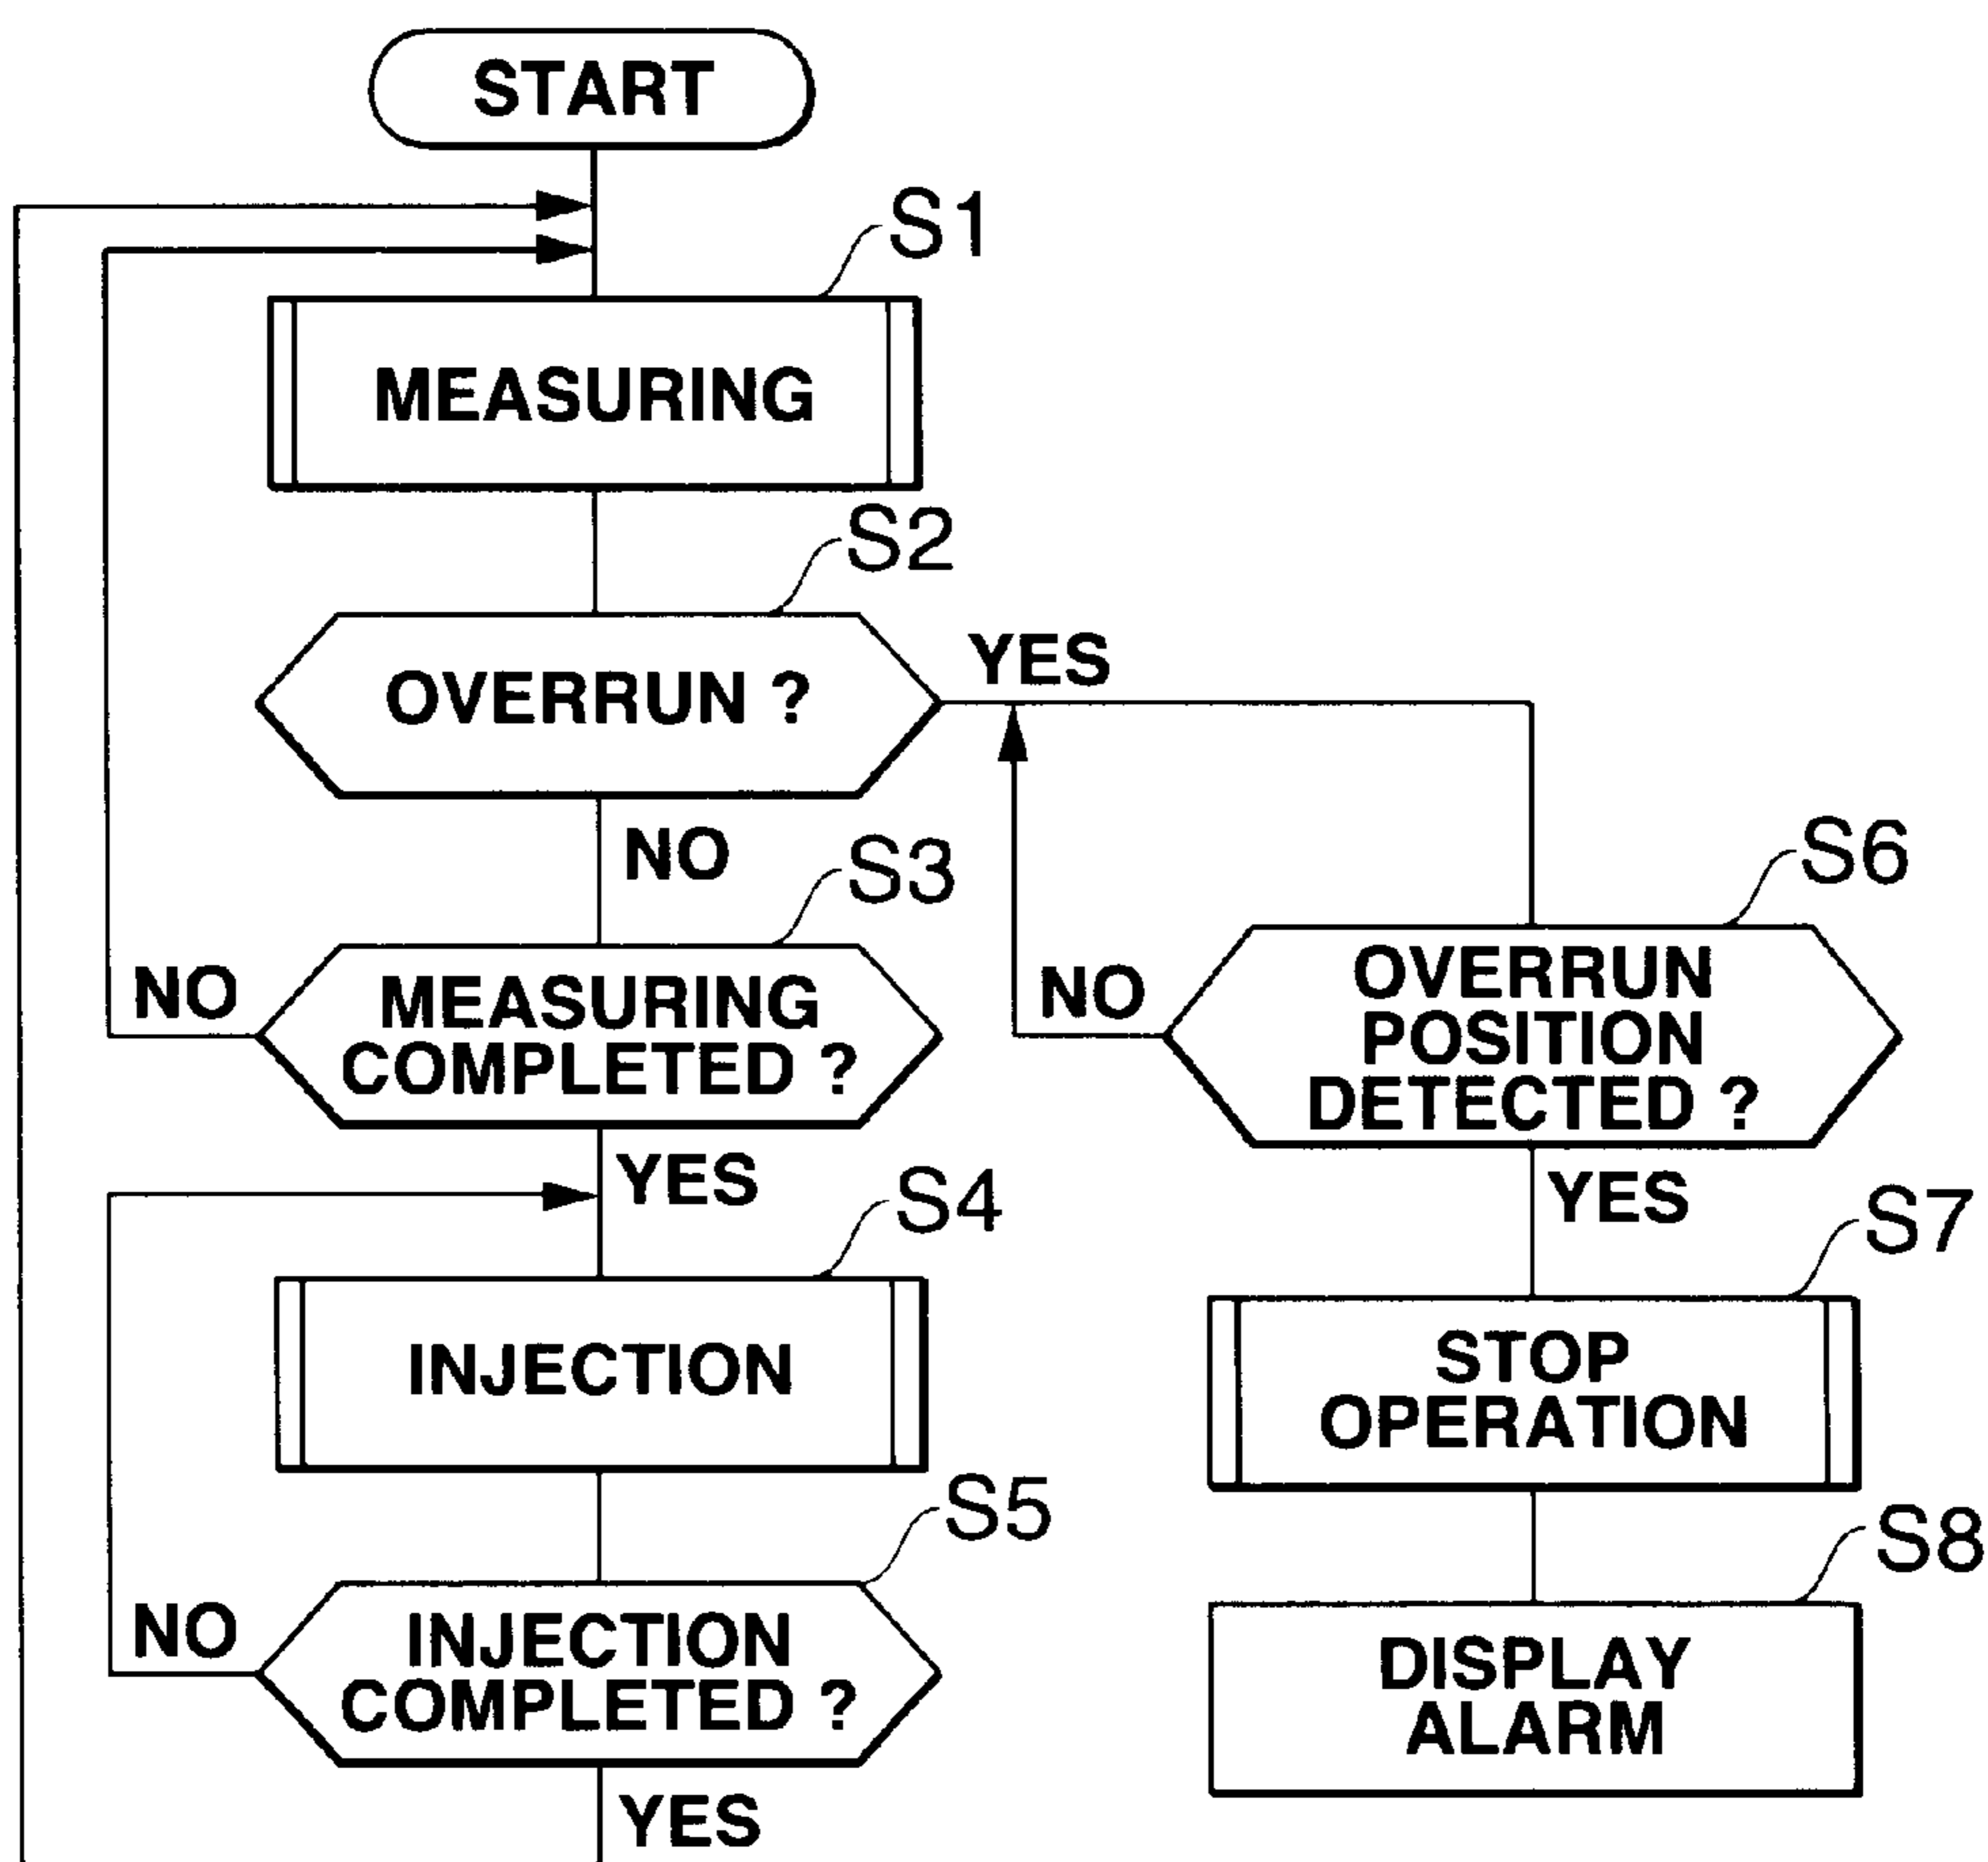 START
S1
MEASURING
S2
OVERRUN ?
YES
NO
S3
MEASURING
COMPLETED ?
NO
YES
S4
INJECTION
S5
INJECTION
COMPLETED ?
NO
YES
S6
OVERRUN
POSITION
DETECTED ?
NO
YES
S7
STOP
OPERATION
S8
DISPLAY
ALARM